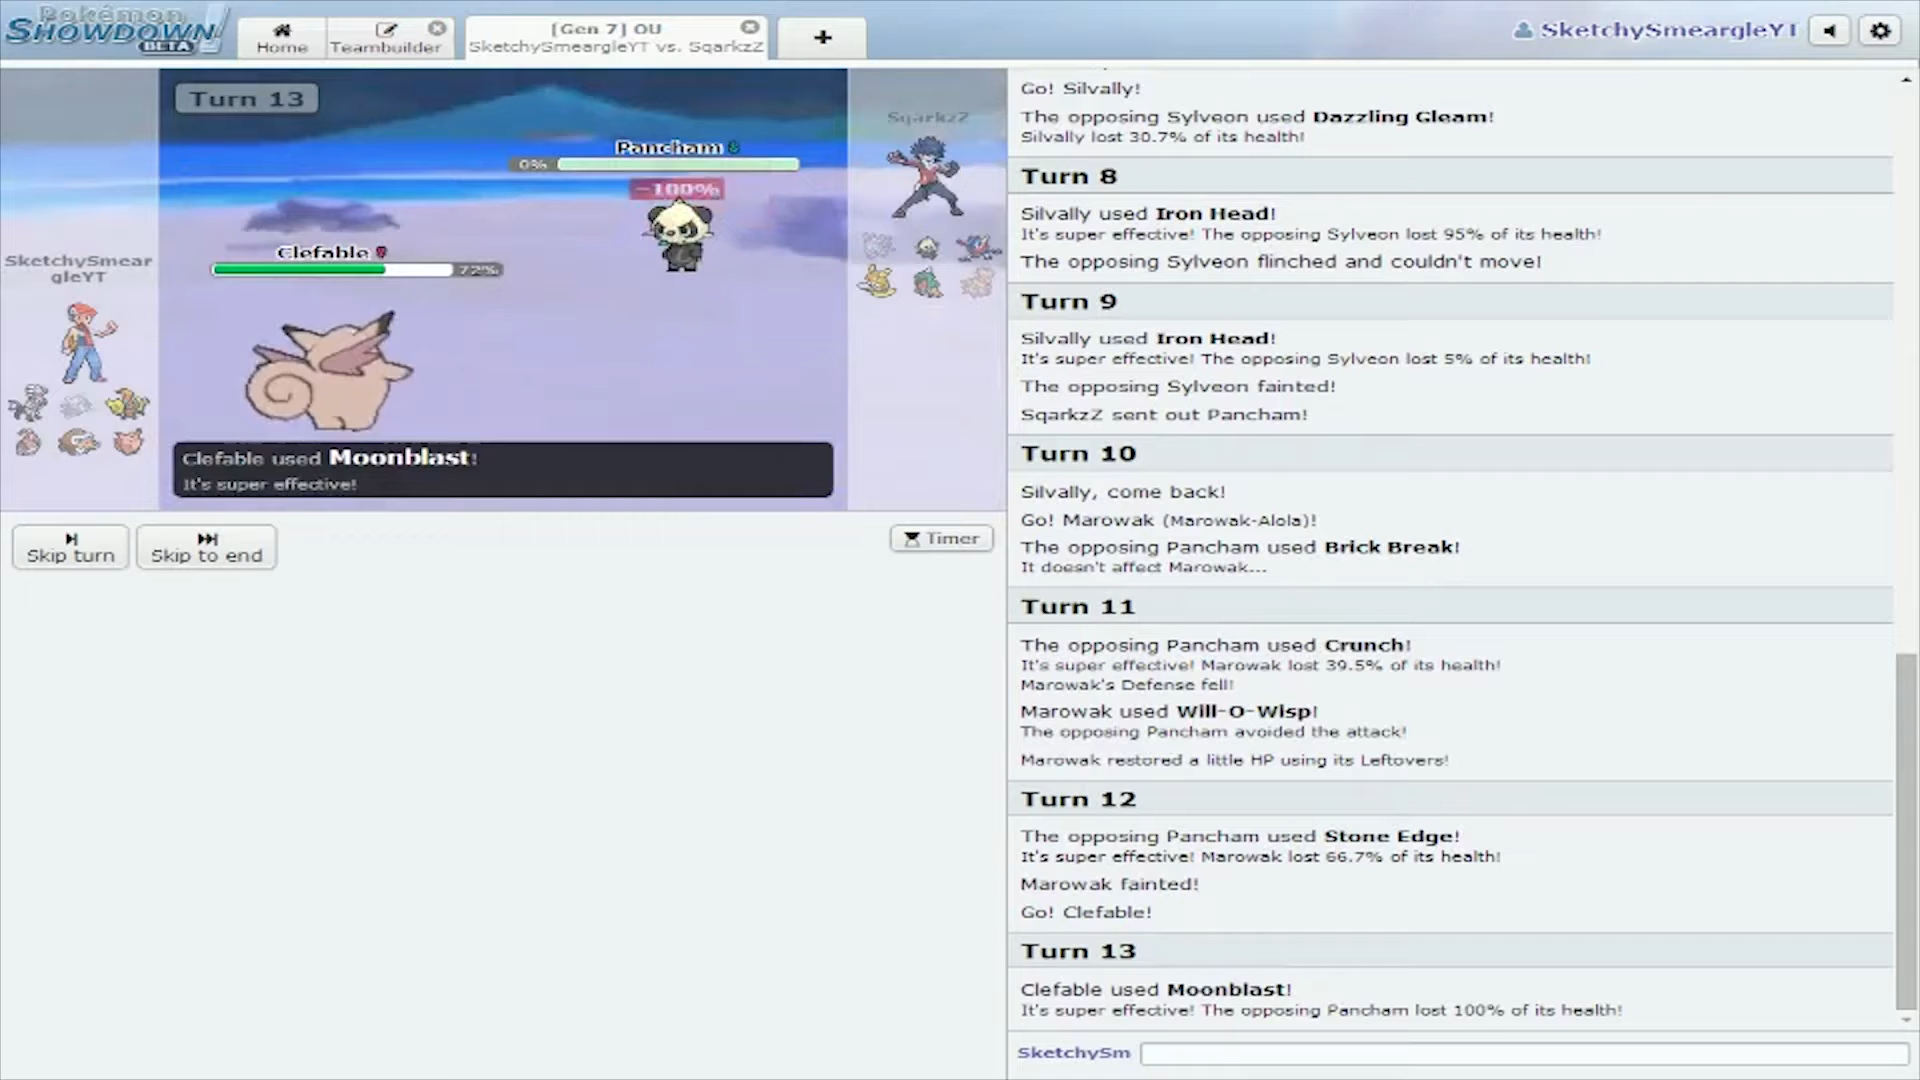 Pokémon
SHOWDOWN!
BETA
Home
Teambuilder
[Gen 7] OU
SketchySmeargleYT vs. SqarkzZ
+
SketchySmeargleYT
Turn 13
Pancham
0%
-100%
Clefable
72%
SketchySmear
gleYT
SqarkzZ
Clefable used Moonblast!
It's super effective!
Skip turn
Skip to end
Timer
Go! Silvally!
The opposing Sylveon used Dazzling Gleam!
Silvally lost 30.7% of its health!
Turn 8
Silvally used Iron Head!
It's super effective! The opposing Sylveon lost 95% of its health!
The opposing Sylveon flinched and couldn't move!
Turn 9
Silvally used Iron Head!
It's super effective! The opposing Sylveon lost 5% of its health!
The opposing Sylveon fainted!
SqarkzZ sent out Pancham!
Turn 10
Silvally, come back!
Go! Marowak (Marowak-Alola)!
The opposing Pancham used Brick Break!
It doesn't affect Marowak...
Turn 11
The opposing Pancham used Crunch!
It's super effective! Marowak lost 39.5% of its health!
Marowak's Defense fell!
Marowak used Will-O-Wisp!
The opposing Pancham avoided the attack!
Marowak restored a little HP using its Leftovers!
Turn 12
The opposing Pancham used Stone Edge!
It's super effective! Marowak lost 66.7% of its health!
Marowak fainted!
Go! Clefable!
Turn 13
Clefable used Moonblast!
It's super effective! The opposing Pancham lost 100% of its health!
SketchySm